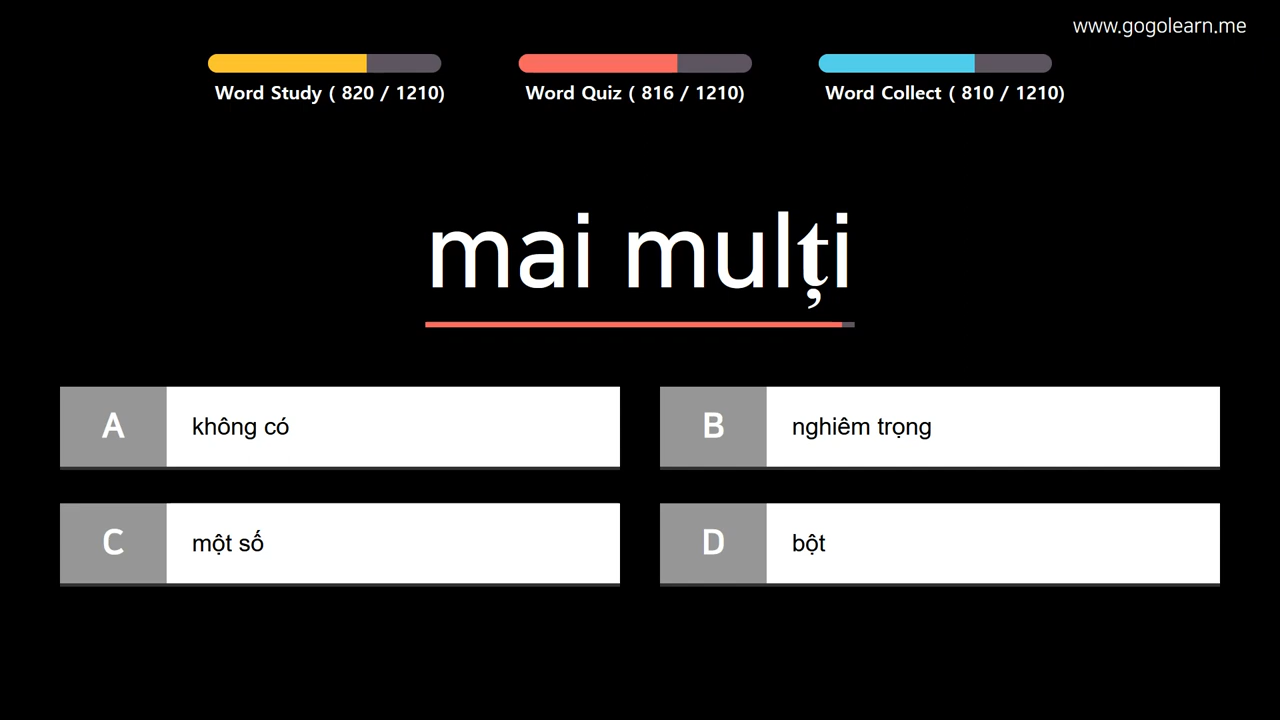 www.gogolearn.me
Word Study ( 820 / 1210)
Word Quiz ( 816 / 1210)
Word Collect ( 810 / 1210)
mai mulți
A
không có
B
nghiêm trọng
C
một số
D
bột